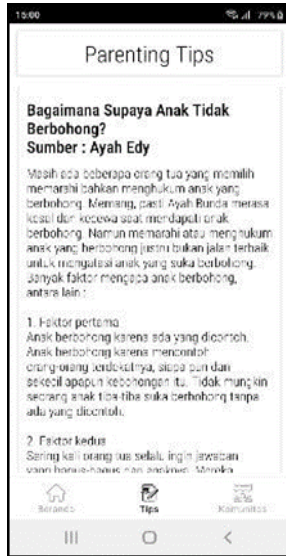 15:00
79%
Parenting Tips
Bagaimana Supaya Anak Tidak
Berbohong?
Sumber : Ayah Edy
Masih ada beberapa orang tua yang memilih
memarahi bahkan menghukum anak yang
berbohong. Memang, pasti Ayah Bunda merasa
kesal dan kecewa saat mendapati anak
berbohong. Namun memarahi atau menghukum
anak yang berbohong justru bukan jalan terbaik
untuk mengatasi anak yang suka berbohong.
Banyak faktor mengapa anak berbohong,
antara lain :
1. Faktor pertama
Anak berbohong karena ada yang dicontoh.
Anak berbohong karena mencontoh
orang-orang terdekatnya, siapa pun dan
sekecil apapun kebohongan itu. Tidak mungkin
seorang anak tiba-tiba suka berbohong tanpa
ada yang dicontoh.
2. Faktor kedua
Sering kali orang tua selalu ingin jawaban
yang bagus-bagus dari anaknya. Mereka
Beranda
Tips
Komunitas